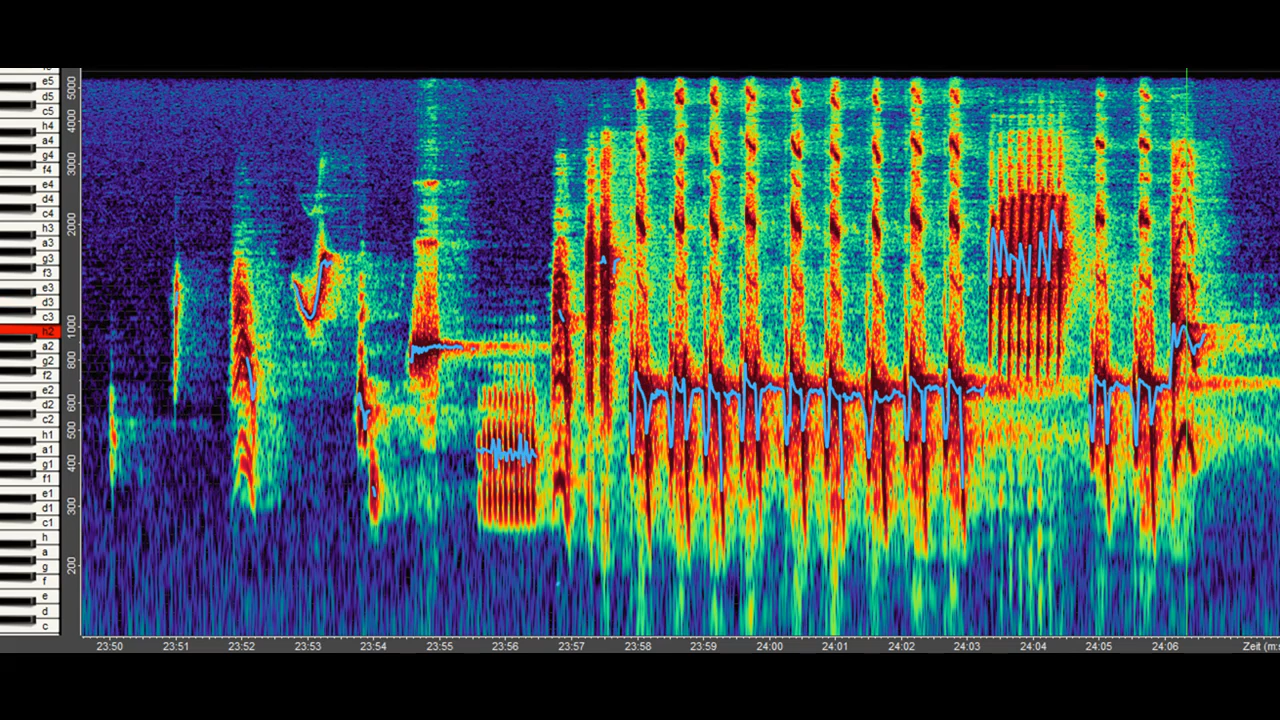 e5
d5
c5
h4
a4
g4
f4
e4
d4
c4
h3
a3
g3
f3
e3
d3
c3
h2
a2
g2
f2
e2
d2
c2
h1
a1
g1
f1
e1
d1
c1
h
a
g
f
e
d
c
5000
4000
3000
2000
1000
800
600
500
400
300
200
23:50 23:51 23:52 23:53 23:54 23:55 23:56 23:57 23:58 23:59 24:00 24:01 24:02 24:03 24:04 24:05 24:06 Zeit (m: